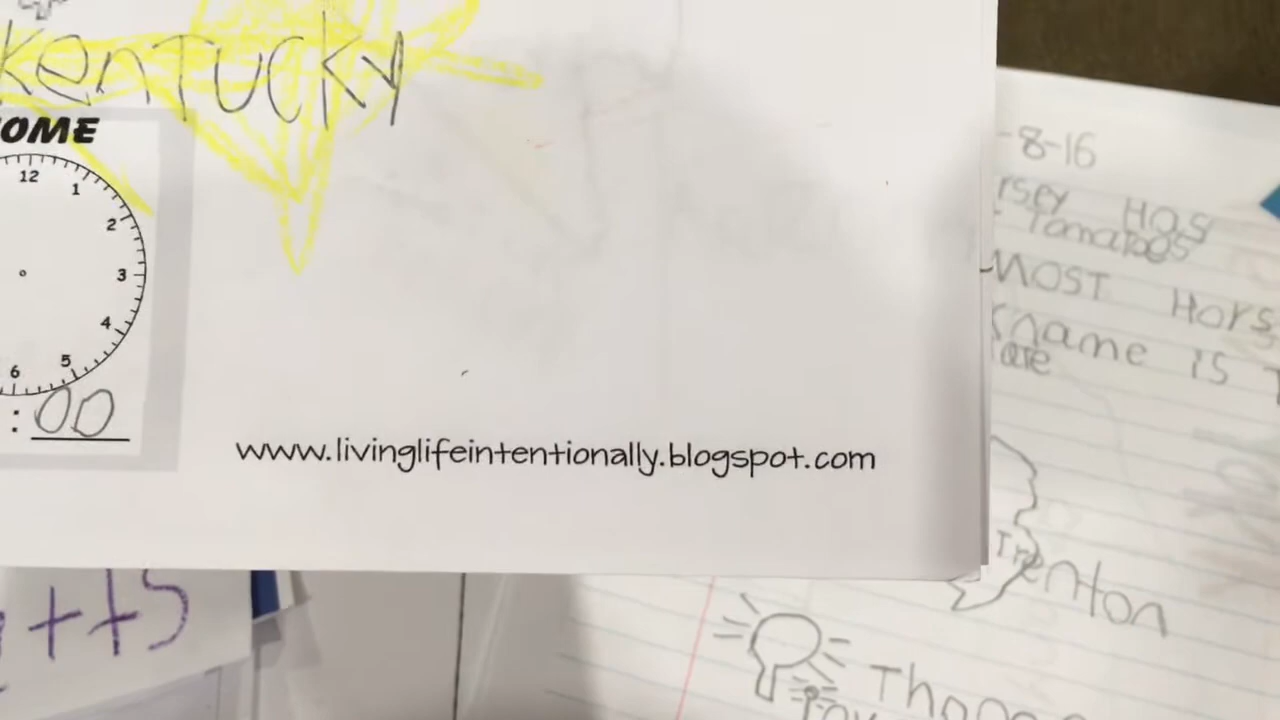 KenTucky
OME
12
1
2
3
4
5
6
:00
www.livinglifeintentionally.blogspot.com
-8-16
rsey Has
Tomatoes
MOST Hors
name is T
Trenton